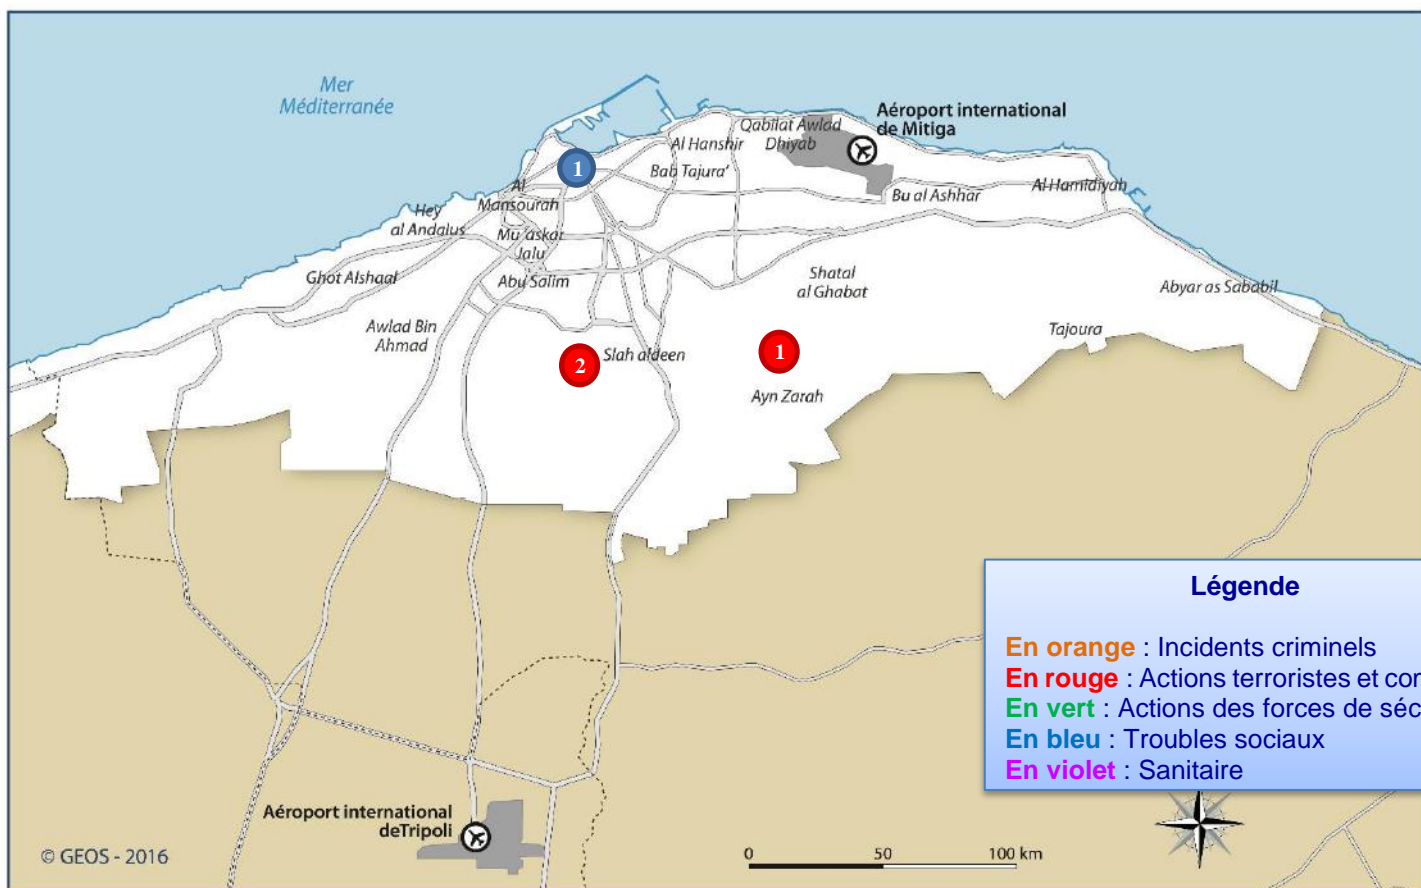 Mer
Méditerranée
Aéroport international
de Mitiga
Qabilat Awlad
Dhiyab
Al Hanshir
1
Bab Tajura'
Al
Mansourah
Bu al Ashhar
Al Hamidiyah
Hey
al Andalus
Mu'askar
Jalu
Ghot Alshaal
Abu Salim
Shatal
al Ghabat
Abyar as Sababil
Awlad Bin
Ahmad
Tajoura
2
Slah aldeen
1
Ayn Zarah
Légende
En orange : Incidents criminels
En rouge : Actions terroristes et con
En vert : Actions des forces de séc
En bleu : Troubles sociaux
En violet : Sanitaire
Aéroport international
deTripoli
© GEOS - 2016
0 50 100 km